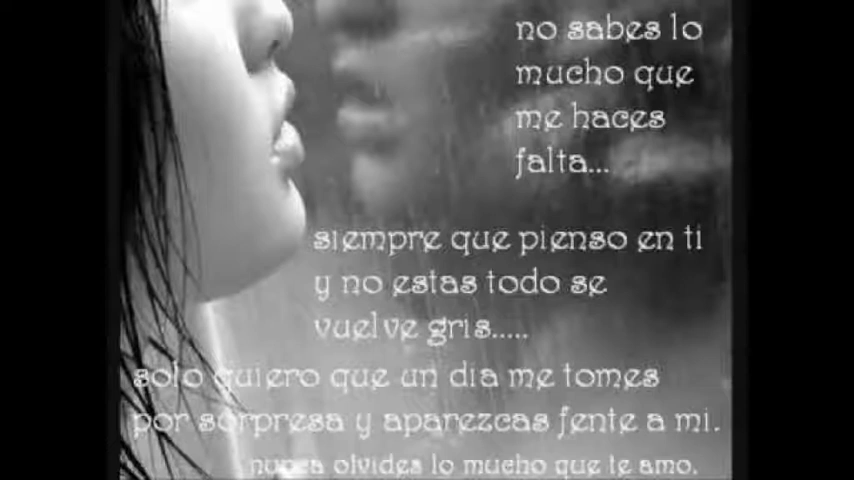 no sabes lo
mucho que
me haces
falta...
siempre que pienso en ti
y no estas todo se
vuelve gris.....
solo quiero que un dia me tomes
por sorpresa y aparezcas fente a mi.
nunca olvides lo mucho que te amo.